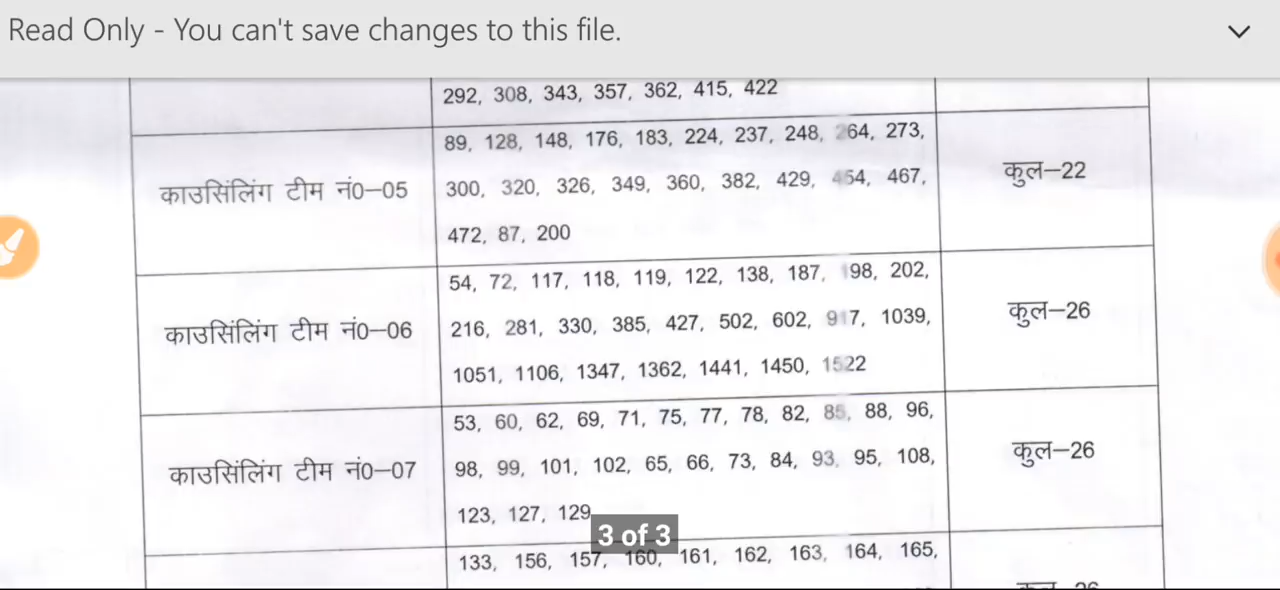 Read Only - You can't save changes to this file.
292, 308, 343, 357, 362, 415, 422
89, 128, 148, 176, 183, 224, 237, 248, 264, 273,
काउसिंलिंग टीम नं0–05 300, 320, 326, 349, 360, 382, 429, 454, 467, कुल–22
472, 87, 200
54, 72, 117, 118, 119, 122, 138, 187, 198, 202,
काउसिंलिंग टीम नं0–06 216, 281, 330, 385, 427, 502, 602, 917, 1039, कुल–26
1051, 1106, 1347, 1362, 1441, 1450, 1522
53, 60, 62, 69, 71, 75, 77, 78, 82, 85, 88, 96,
काउसिंलिंग टीम नं0–07 98, 99, 101, 102, 65, 66, 73, 84, 93, 95, 108, कुल–26
123, 127, 129
3 of 3
133, 156, 157, 160, 161, 162, 163, 164, 165,